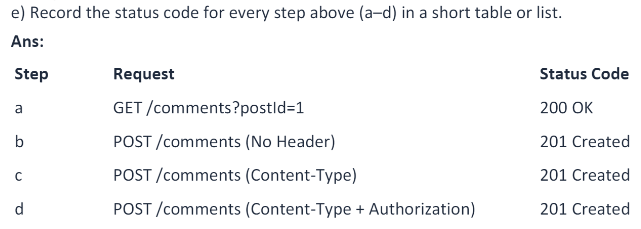 e) Record the status code for every step above (a–d) in a short table or list.
Ans:
Step Request Status Code
a GET /comments?postId=1 200 OK
b POST /comments (No Header) 201 Created
c POST /comments (Content-Type) 201 Created
d POST /comments (Content-Type + Authorization) 201 Created